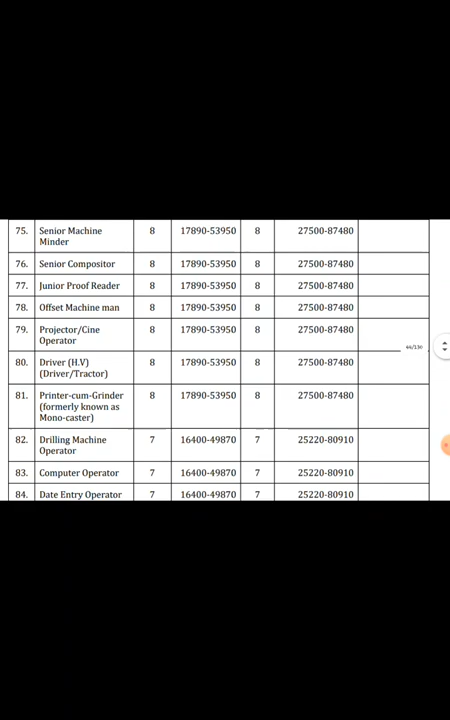 75. Senior Machine Minder 8 17890-53950 8 27500-87480
76. Senior Compositor 8 17890-53950 8 27500-87480
77. Junior Proof Reader 8 17890-53950 8 27500-87480
78. Offset Machine man 8 17890-53950 8 27500-87480
79. Projector/Cine Operator 8 17890-53950 8 27500-87480
64/130
80. Driver (H.V) (Driver/Tractor) 8 17890-53950 8 27500-87480
81. Printer-cum-Grinder (formerly known as Mono-caster) 8 17890-53950 8 27500-87480
82. Drilling Machine Operator 7 16400-49870 7 25220-80910
83. Computer Operator 7 16400-49870 7 25220-80910
84. Date Entry Operator 7 16400-49870 7 25220-80910